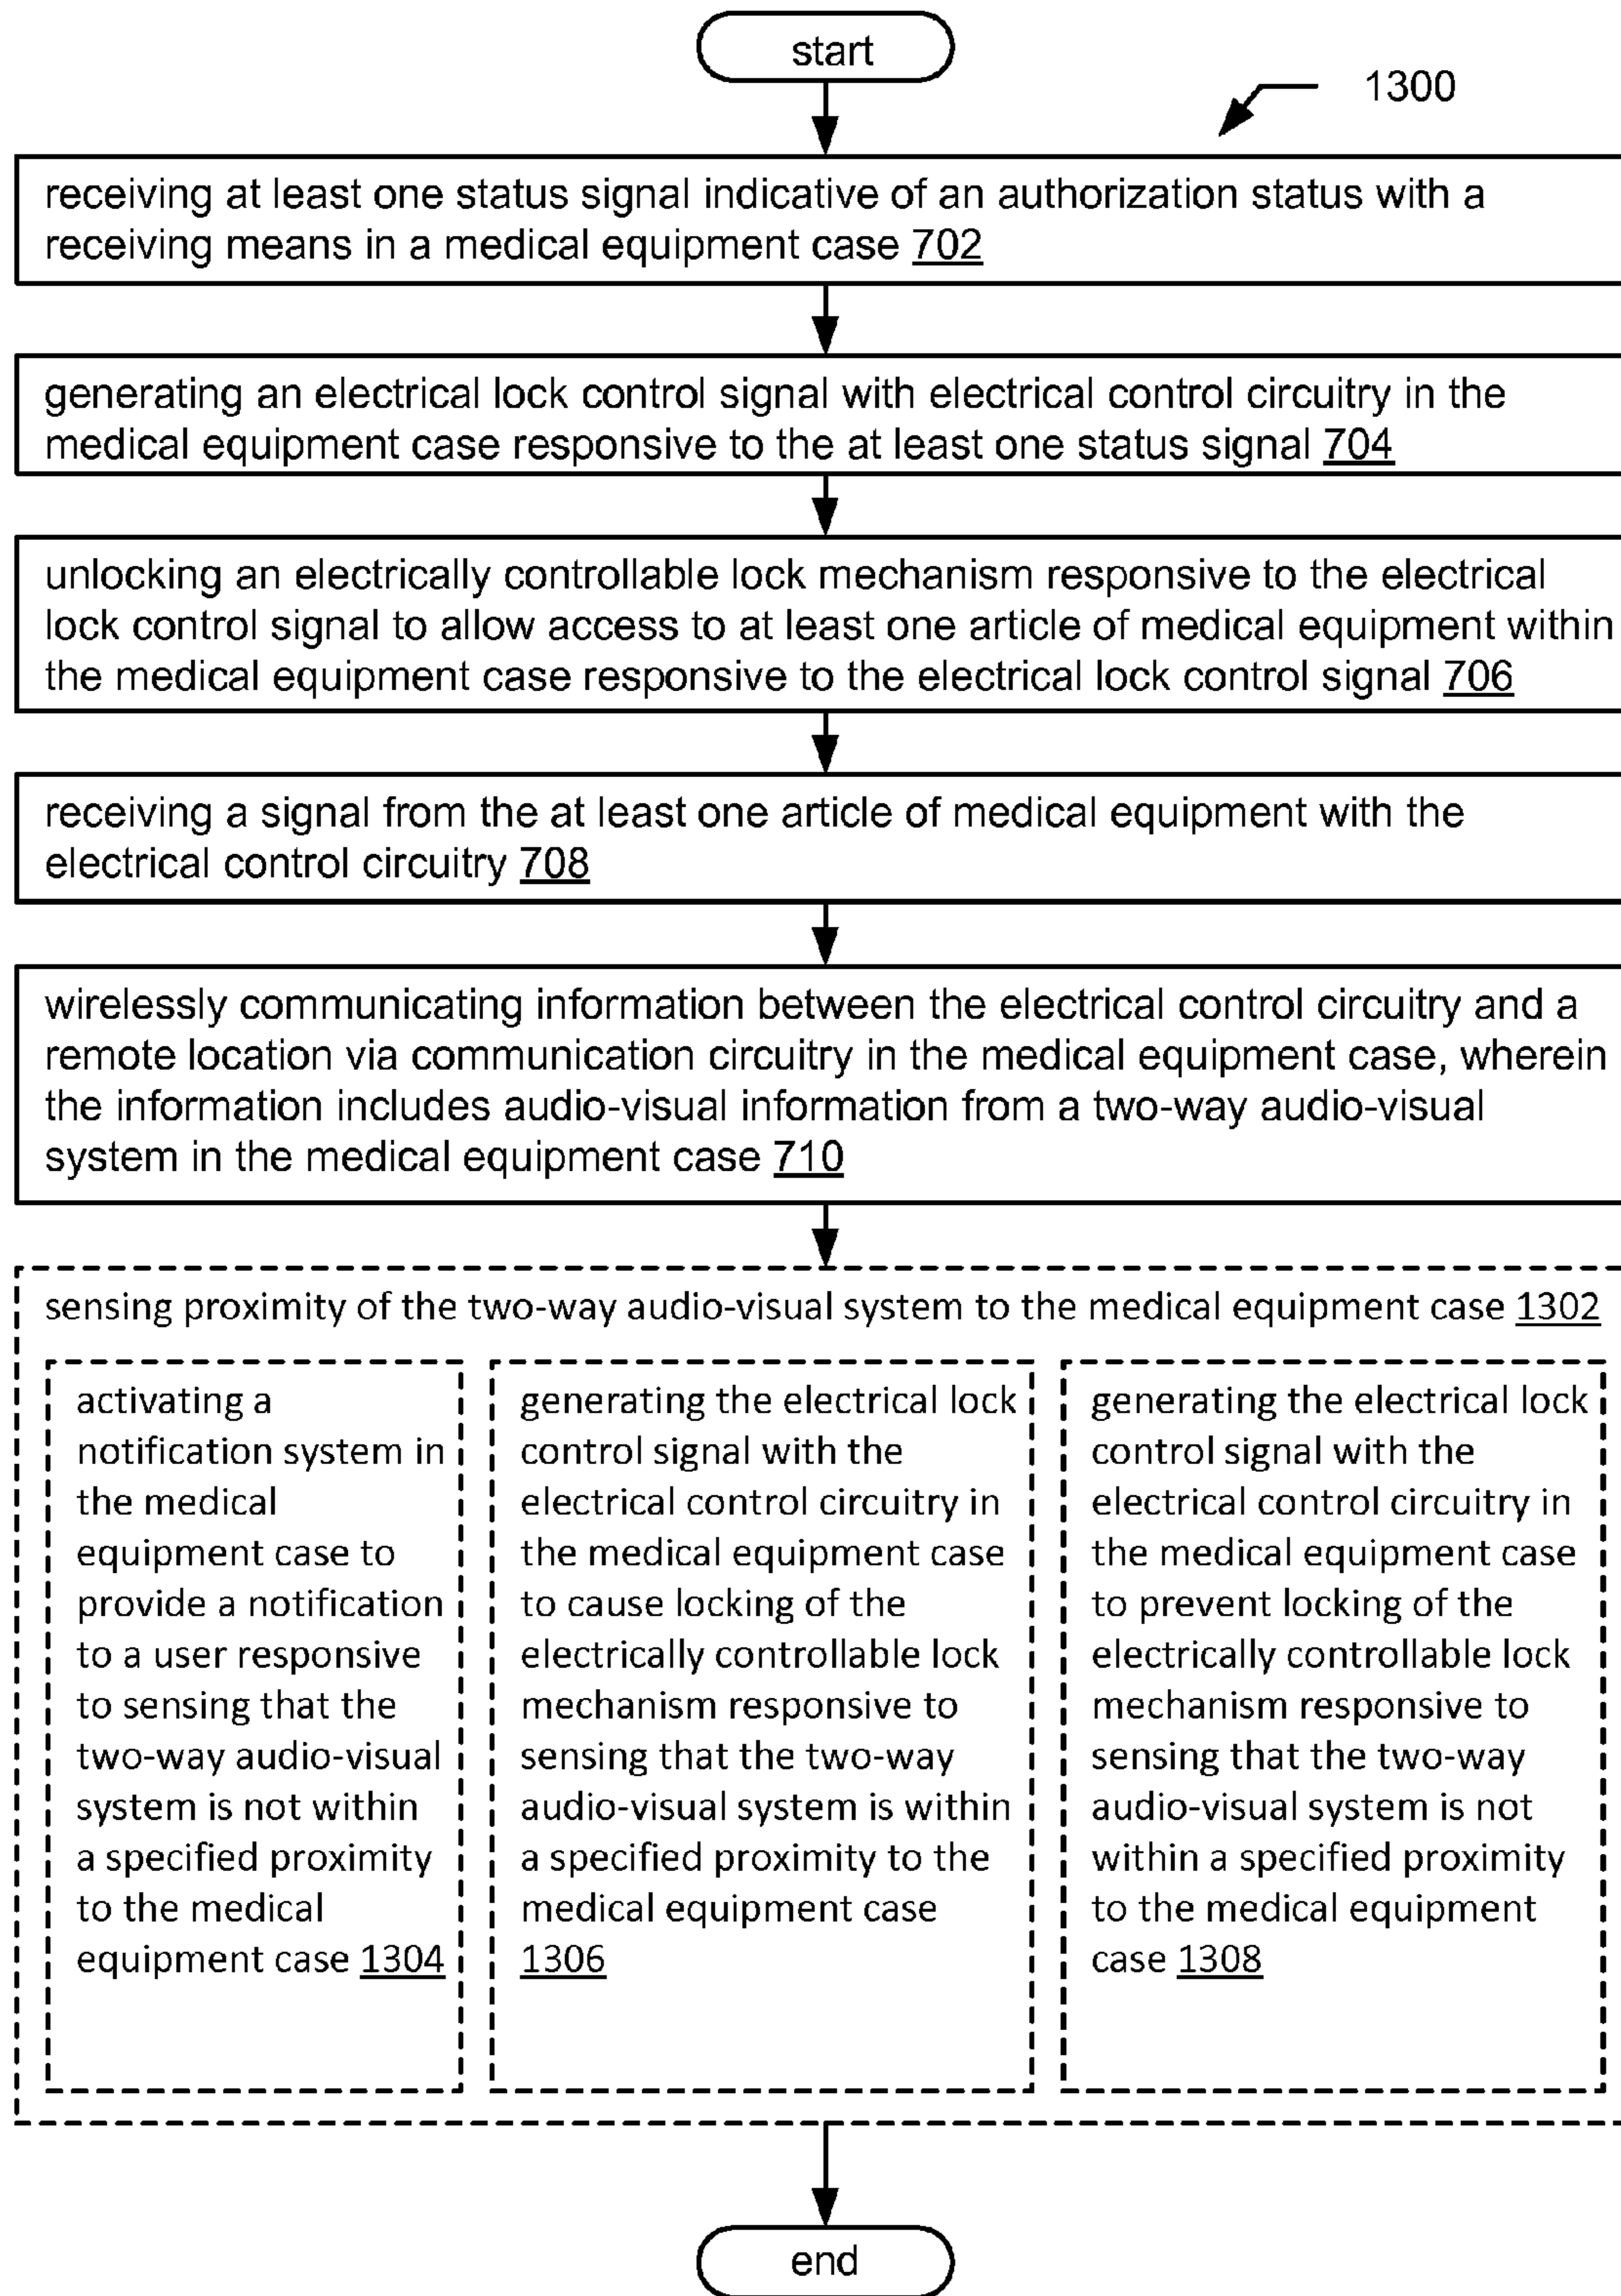 start
1300
receiving at least one status signal indicative of an authorization status with a
receiving means in a medical equipment case 702
generating an electrical lock control signal with electrical control circuitry in the
medical equipment case responsive to the at least one status signal 704
unlocking an electrically controllable lock mechanism responsive to the electrical
lock control signal to allow access to at least one article of medical equipment within
the medical equipment case responsive to the electrical lock control signal 706
receiving a signal from the at least one article of medical equipment with the
electrical control circuitry 708
wirelessly communicating information between the electrical control circuitry and a
remote location via communication circuitry in the medical equipment case, wherein
the information includes audio-visual information from a two-way audio-visual
system in the medical equipment case 710
sensing proximity of the two-way audio-visual system to the medical equipment case 1302
activating a
notification system in
the medical
equipment case to
provide a notification
to a user responsive
to sensing that the
two-way audio-visual
system is not within
a specified proximity
to the medical
equipment case 1304
generating the electrical lock
control signal with the
electrical control circuitry in
the medical equipment case
to cause locking of the
electrically controllable lock
mechanism responsive to
sensing that the two-way
audio-visual system is within
a specified proximity to the
medical equipment case
1306
generating the electrical lock
control signal with the
electrical control circuitry in
the medical equipment case
to prevent locking of the
electrically controllable lock
mechanism responsive to
sensing that the two-way
audio-visual system is not
within a specified proximity
to the medical equipment
case 1308
end